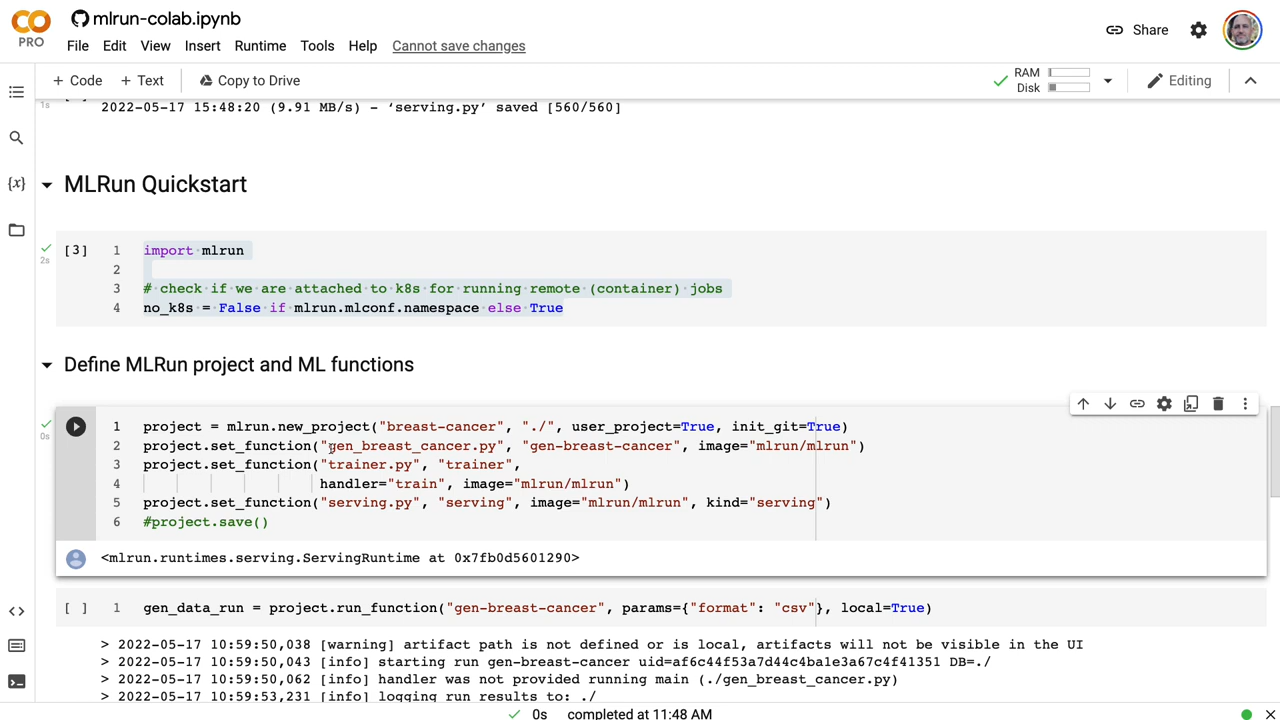 mlrun-colab.ipynb
PRO
File Edit View Insert Runtime Tools Help Cannot save changes
Share
+ Code + Text Copy to Drive
RAM
Disk
Editing
1s
2022-05-17 15:48:20 (9.91 MB/s) - ‘serving.py’ saved [560/560]
{x}
MLRun Quickstart
[3]
2s
1 import mlrun
2
3 # check if we are attached to k8s for running remote (container) jobs
4 no_k8s = False if mlrun.mlconf.namespace else True
Define MLRun project and ML functions
0s
1 project = mlrun.new_project("breast-cancer", "./", user_project=True, init_git=True)
2 project.set_function("gen_breast_cancer.py", "gen-breast-cancer", image="mlrun/mlrun")
3 project.set_function("trainer.py", "trainer",
4 handler="train", image="mlrun/mlrun")
5 project.set_function("serving.py", "serving", image="mlrun/mlrun", kind="serving")
6 #project.save()
<mlrun.runtimes.serving.ServingRuntime at 0x7fb0d5601290>
[ ] 1 gen_data_run = project.run_function("gen-breast-cancer", params={"format": "csv"}, local=True)
> 2022-05-17 10:59:50,038 [warning] artifact path is not defined or is local, artifacts will not be visible in the UI
> 2022-05-17 10:59:50,043 [info] starting run gen-breast-cancer uid=af6c44f53a7d44c4ba1e3a67c4f41351 DB=./
> 2022-05-17 10:59:50,062 [info] handler was not provided running main (./gen_breast_cancer.py)
> 2022-05-17 10:59:53,231 [info] logging run results to: ./
0s completed at 11:48 AM